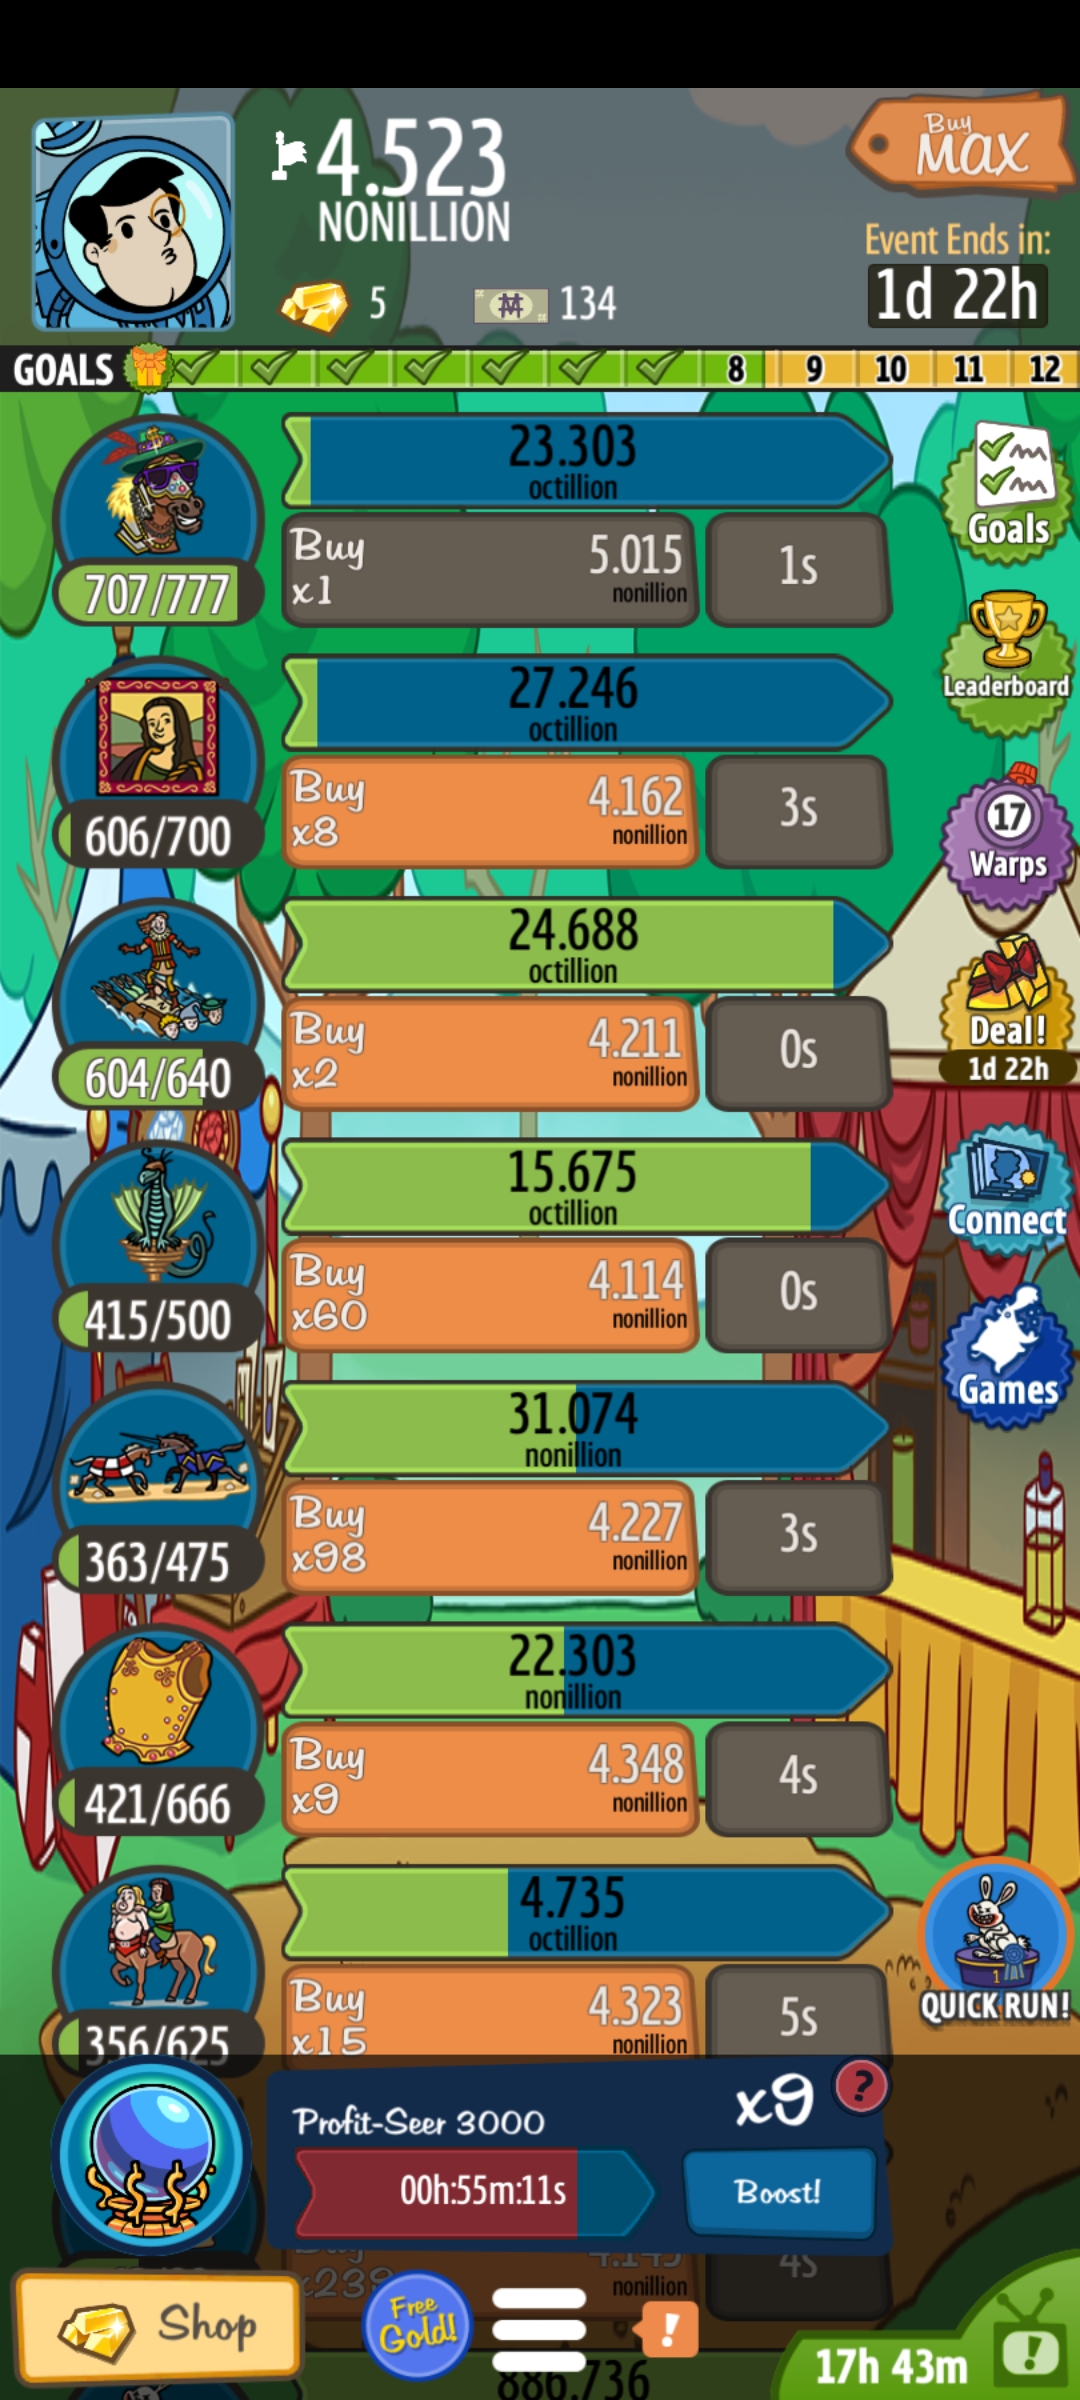 4.523
NONILLION
5
134
Buy
MAX
Event Ends in:
1d 22h
GOALS 8 9 10 11 12
23.303
octillion
707/777
Buy
x1
5.015
nonillion
1s
Goals
Leaderboard
27.246
octillion
606/700
Buy
x8
4.162
nonillion
3s
17
Warps
24.688
octillion
604/640
Buy
x2
4.211
nonillion
0s
Deal!
1d 22h
15.675
octillion
415/500
Buy
x60
4.114
nonillion
0s
Connect
Games
31.074
nonillion
363/475
Buy
x98
4.227
nonillion
3s
22.303
nonillion
421/666
Buy
x9
4.348
nonillion
4s
4.735
octillion
356/625
Buy
x15
4.323
nonillion
5s
1
QUICK RUN!
Profit-Seer 3000
x9
?
00h:55m:11s
Boost!
Buy
x239
4.145
nonillion
4s
Shop
Free
Gold!
!
886.736
17h 43m
!